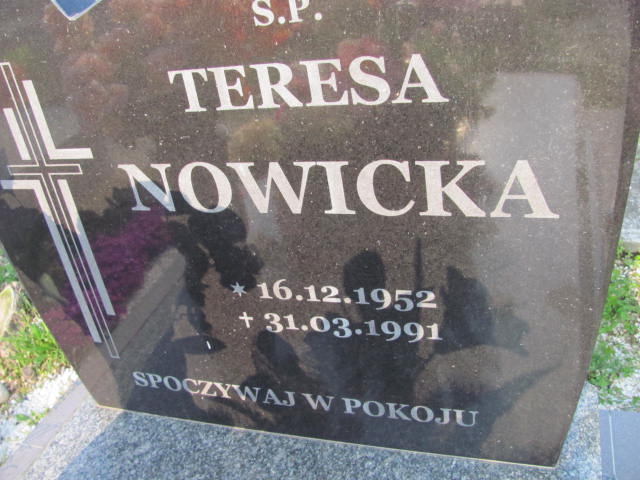 S.P.
TERESA
NOWICKA
✶ 16.12.1952
✝ 31.03.1991
SPOCZYWAJ W POKOJU